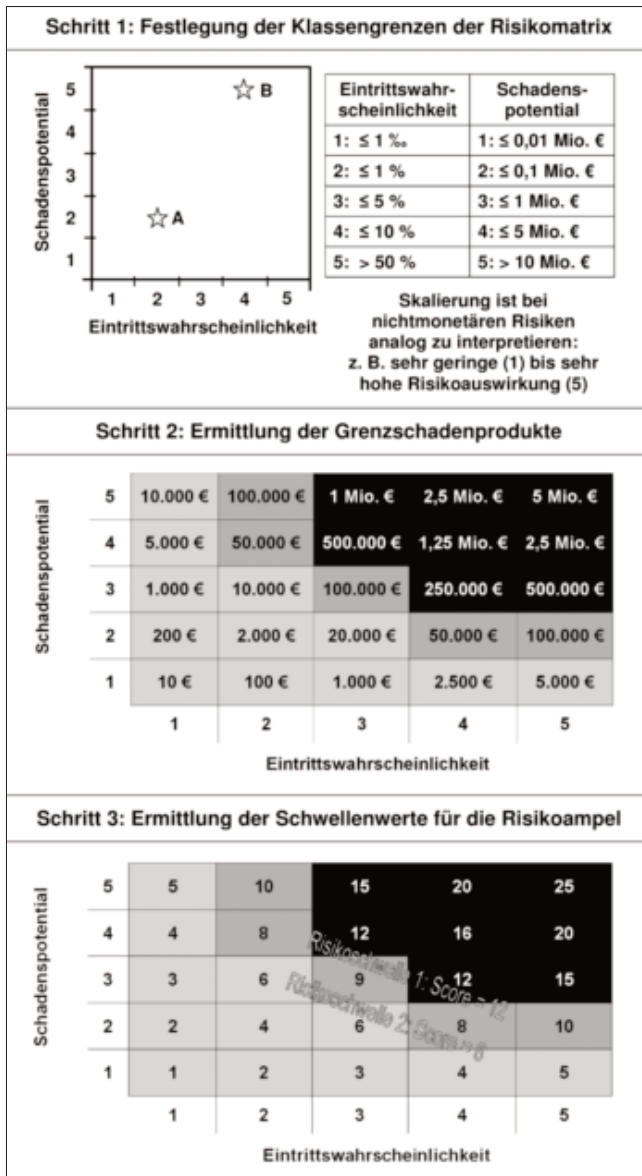 Schritt 1: Festlegung der Klassengrenzen der Risikomatrix
Schadenspotential
5
4
3
2
1
B
A
1 2 3 4 5
Eintrittswahrscheinlichkeit
Eintrittswahr-
scheinlichkeit
Schadens-
potential
1: ≤ 1 ‰ 1: ≤ 0,01 Mio. €
2: ≤ 1 % 2: ≤ 0,1 Mio. €
3: ≤ 5 % 3: ≤ 1 Mio. €
4: ≤ 10 % 4: ≤ 5 Mio. €
5: > 50 % 5: > 10 Mio. €
Skalierung ist bei
nichtmonetären Risiken
analog zu interpretieren:
z. B. sehr geringe (1) bis sehr
hohe Risikoauswirkung (5)
Schritt 2: Ermittlung der Grenzschadenprodukte
Schadenspotential
5 10.000 € 100.000 € 1 Mio. € 2,5 Mio. € 5 Mio. €
4 5.000 € 50.000 € 500.000 € 1,25 Mio. € 2,5 Mio. €
3 1.000 € 10.000 € 100.000 € 250.000 € 500.000 €
2 200 € 2.000 € 20.000 € 50.000 € 100.000 €
1 10 € 100 € 1.000 € 2.500 € 5.000 €
1 2 3 4 5
Eintrittswahrscheinlichkeit
Schritt 3: Ermittlung der Schwellenwerte für die Risikoampel
Schadenspotential
5 5 10 15 20 25
4 4 8 12 16 20
3 3 6 9 12 15
2 2 4 6 8 10
1 1 2 3 4 5
Risikoschwelle 1: Score = 12
Risikoschwelle 2: Score = 8
1 2 3 4 5
Eintrittswahrscheinlichkeit